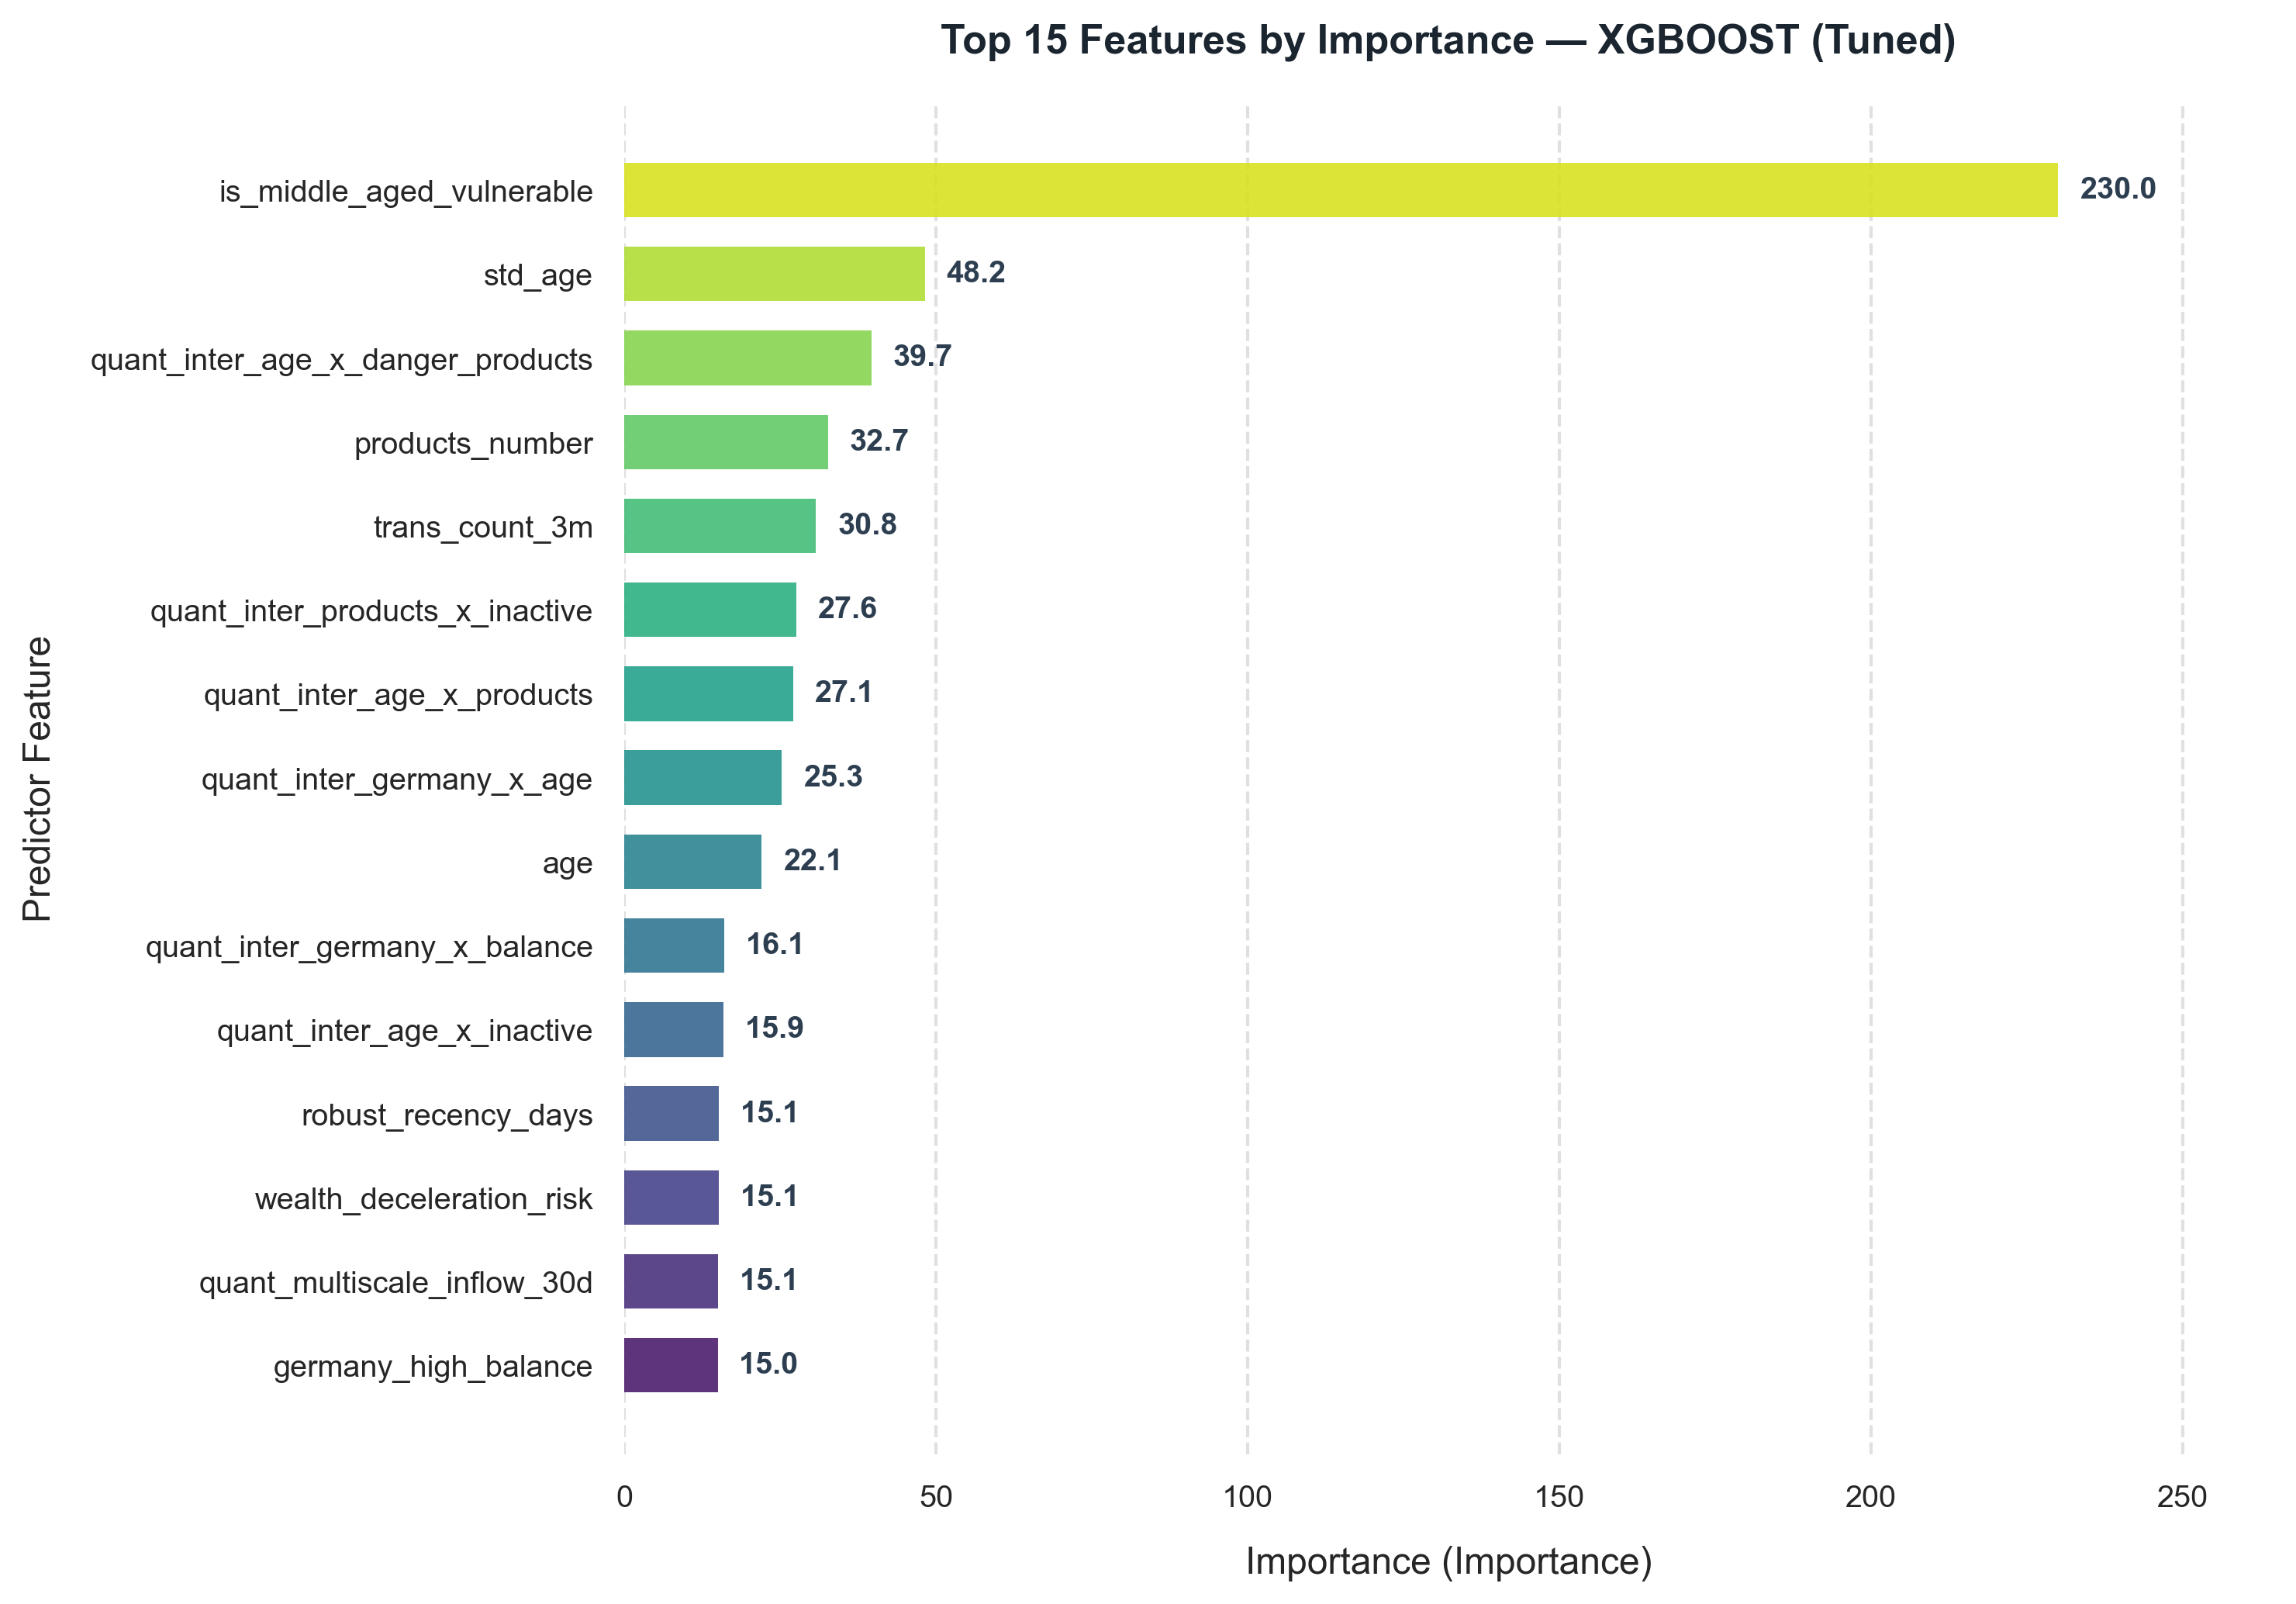 Top 15 Features by Importance — XGBOOST (Tuned)
is_middle_aged_vulnerable 230.0
std_age 48.2
quant_inter_age_x_danger_products 39.7
products_number 32.7
trans_count_3m 30.8
quant_inter_products_x_inactive 27.6
quant_inter_age_x_products 27.1
quant_inter_germany_x_age 25.3
age 22.1
quant_inter_germany_x_balance 16.1
quant_inter_age_x_inactive 15.9
robust_recency_days 15.1
wealth_deceleration_risk 15.1
quant_multiscale_inflow_30d 15.1
germany_high_balance 15.0
Predictor Feature
0 50 100 150 200 250
Importance (Importance)